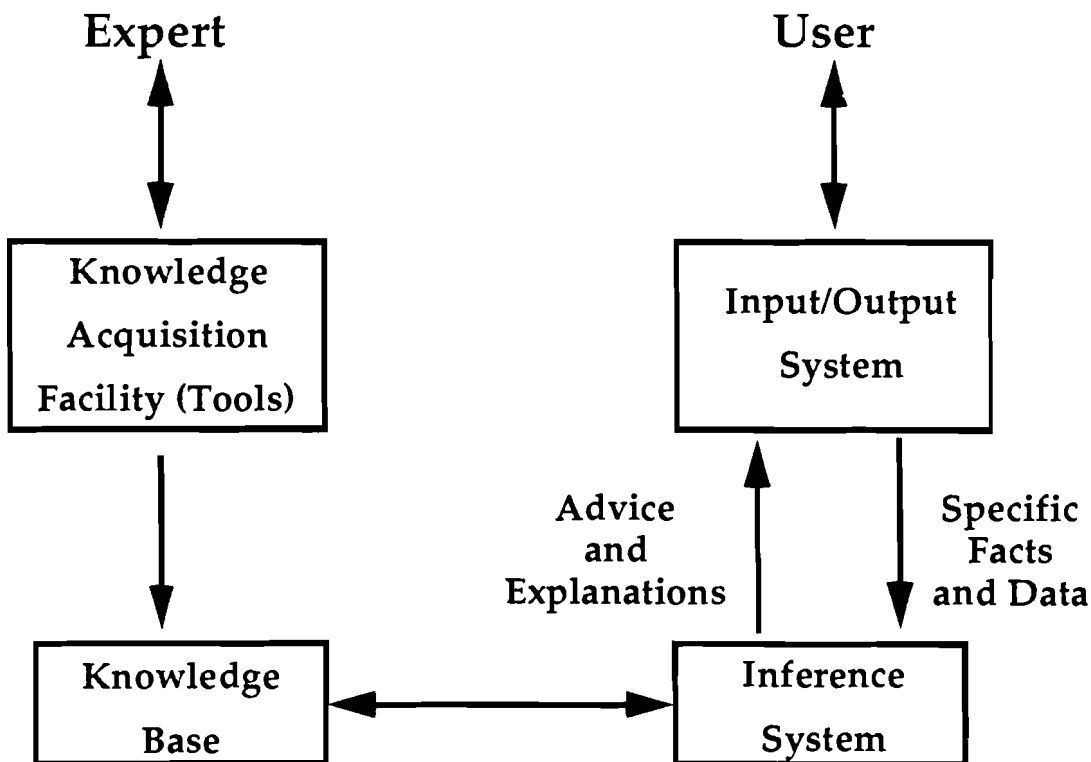 Expert
User
Knowledge
Acquisition
Facility (Tools)
Input/Output
System
Advice
and
Explanations
Specific
Facts
and Data
Knowledge
Base
Inference
System